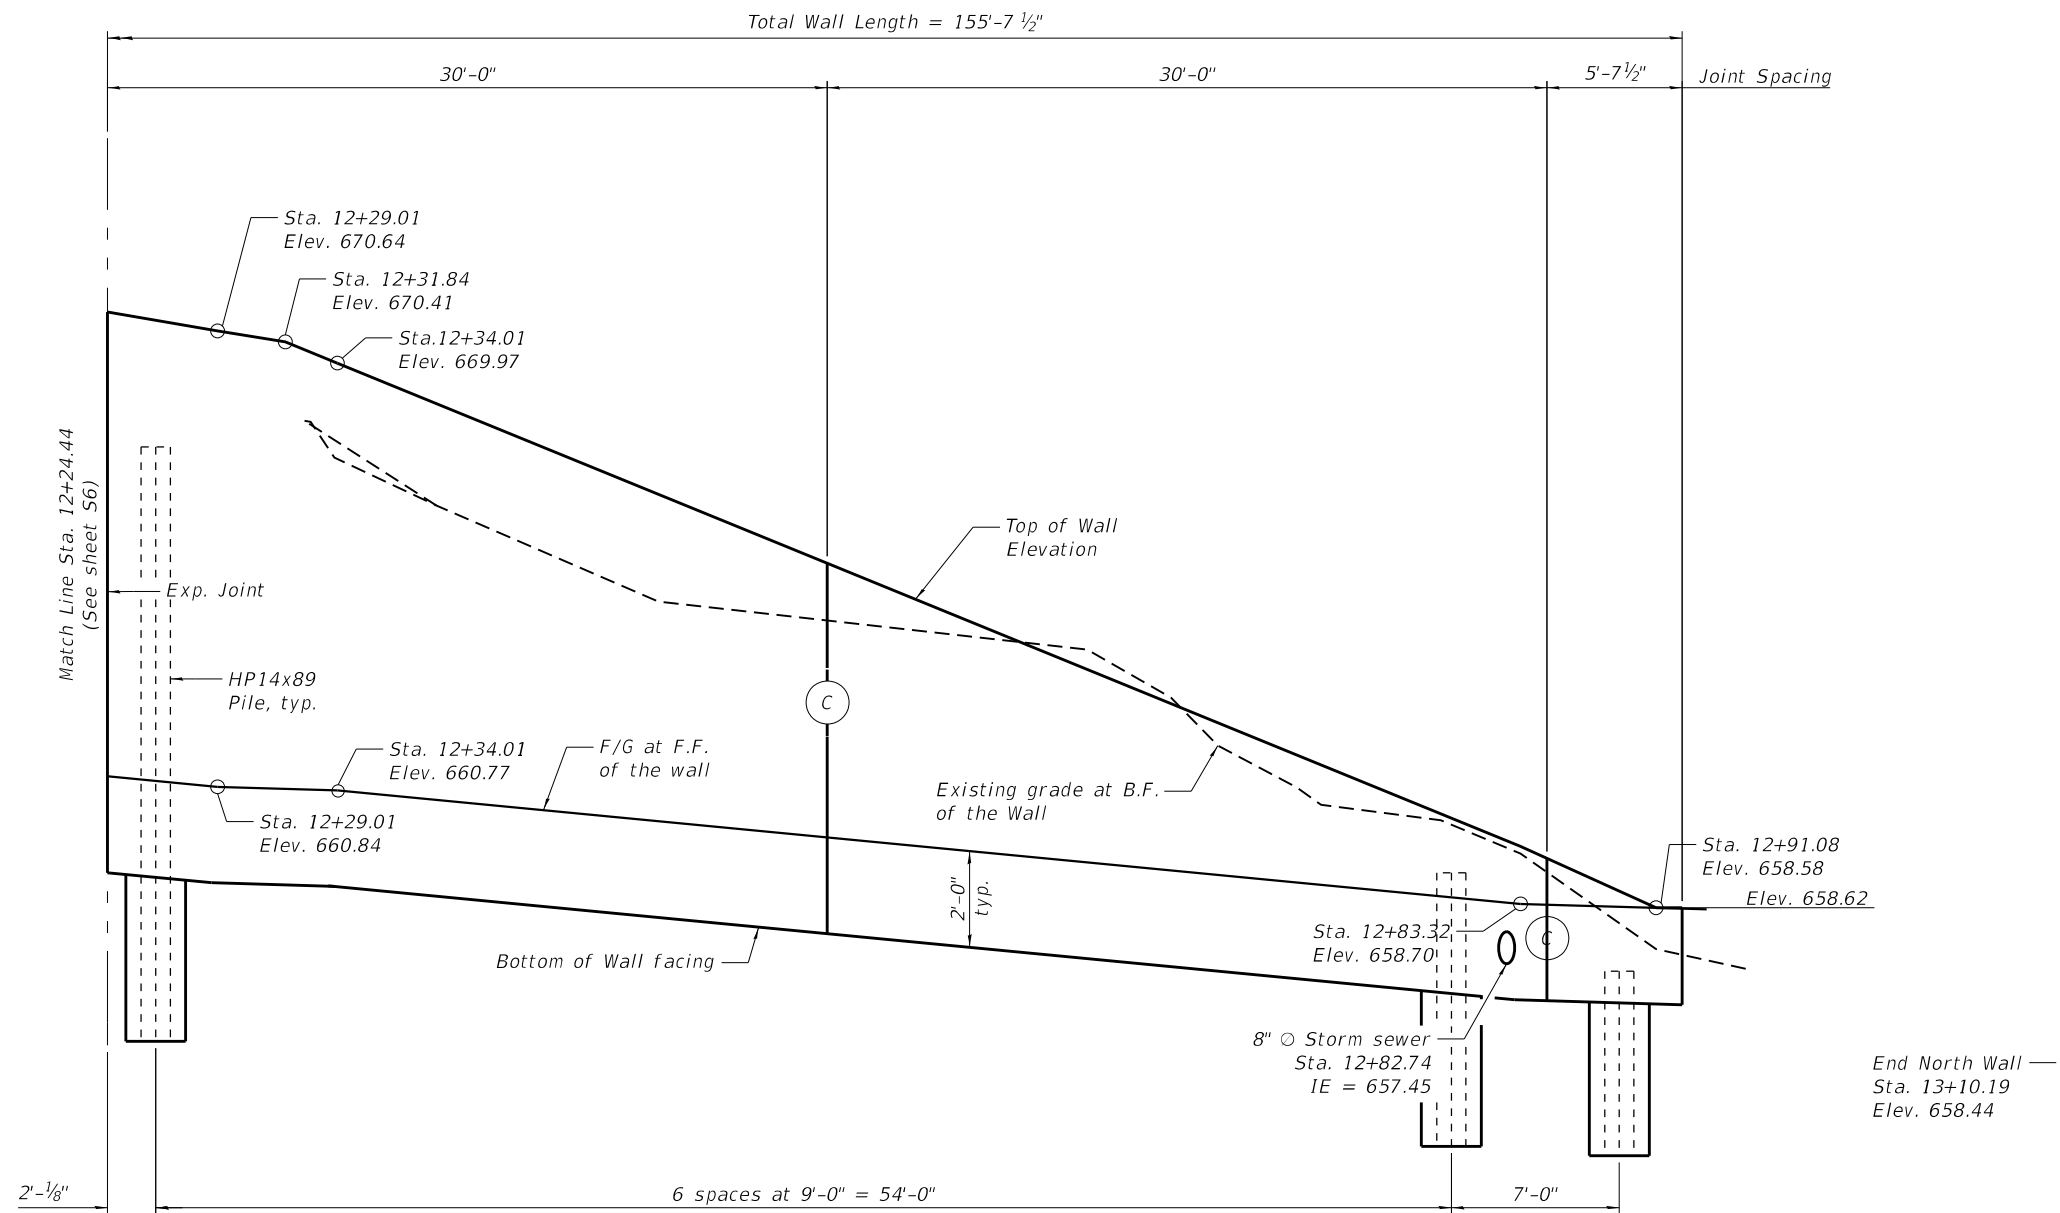 Total Wall Length = 155'-7 ½"
30'-0"
30'-0"
5'-7½"
Joint Spacing
Sta. 12+29.01
Elev. 670.64
Sta. 12+31.84
Elev. 670.41
Sta.12+34.01
Elev. 669.97
Match Line Sta. 12+24.44
(See sheet S6)
Top of Wall
Elevation
Exp. Joint
HP14x89
Pile, typ.
C
Sta. 12+34.01
Elev. 660.77
F/G at F.F.
of the wall
Existing grade at B.F.
of the Wall
Sta. 12+29.01
Elev. 660.84
Sta. 12+91.08
Elev. 658.58
Elev. 658.62
2'-0"
typ.
Sta. 12+83.32
Elev. 658.70
C
Bottom of Wall facing
8" ∅ Storm sewer
Sta. 12+82.74
IE = 657.45
End North Wall
Sta. 13+10.19
Elev. 658.44
2'-⅛"
6 spaces at 9'-0" = 54'-0"
7'-0"